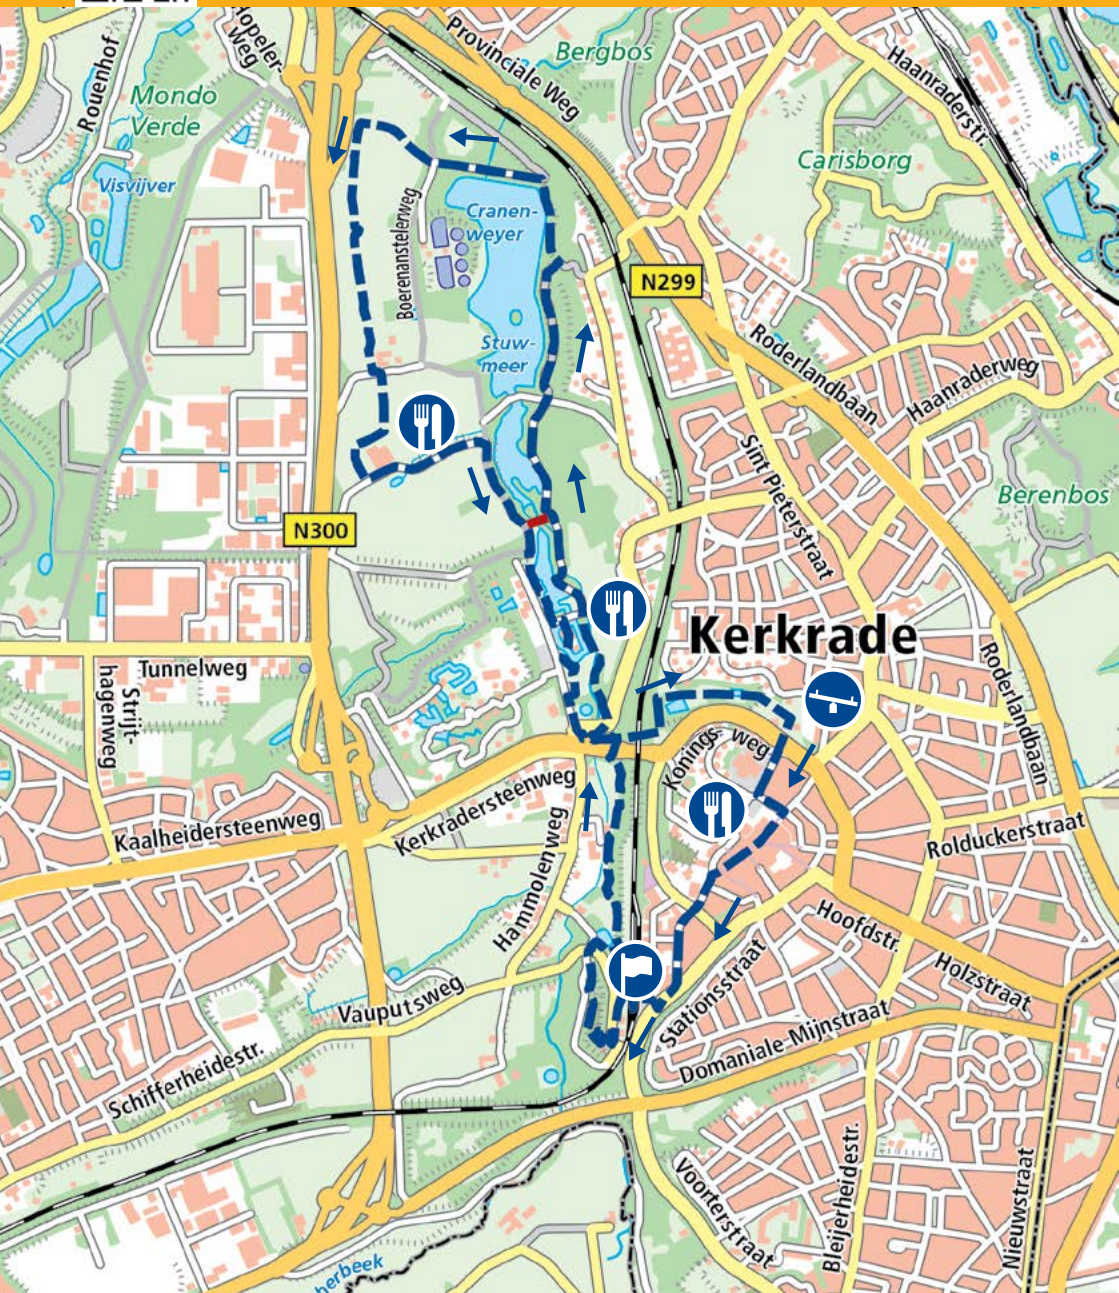 Rouenhof
Mondo
Verde
Visvijver
Provinciale Weg
Bergbos
Haanraderstr.
Carisborg
Cranen-
weyer
Boerenanstelerweg
Stuw-
meer
N299
Roderlandbaan
Haanraderweg
Sint Pieterstraat
Berenbos
N300
Kerkrade
Tunnelweg
Strijt-
hagenweg
Roderlandbaan
Konings-
weg
Kaalheidersteenweg
Kerkradersteenweg
Hammolenweg
Rolduckerstraat
Hoofdstr.
Holzstraat
Stationsstraat
Vauputsweg
Domaniale Mijnstraat
Schifferheidestr.
Voorterstraat
Bleijerheidestr.
Nieuwstraat